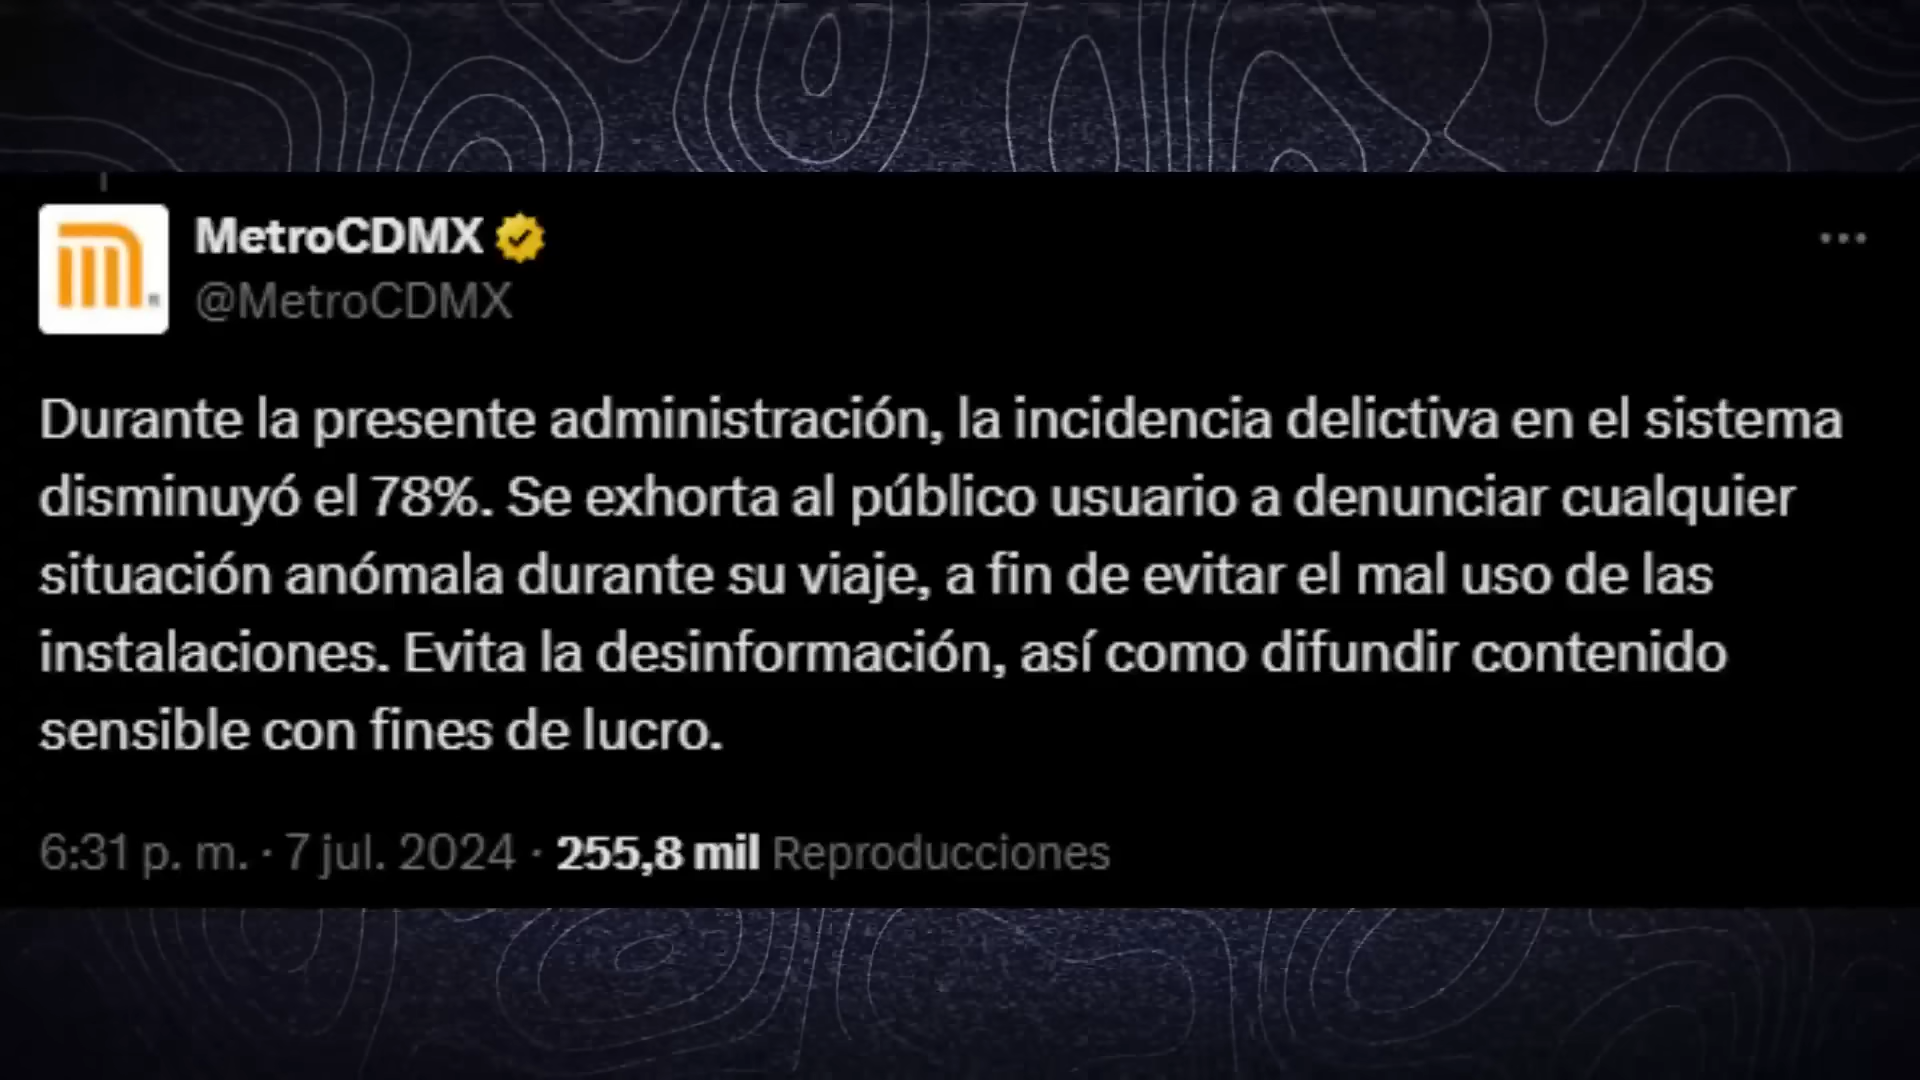 MetroCDMX
@MetroCDMX
Durante la presente administración, la incidencia delictiva en el sistema
disminuyó el 78%. Se exhorta al público usuario a denunciar cualquier
situación anómala durante su viaje, a fin de evitar el mal uso de las
instalaciones. Evita la desinformación, así como difundir contenido
sensible con fines de lucro.
6:31 p. m. · 7 jul. 2024 · 255,8 mil Reproducciones